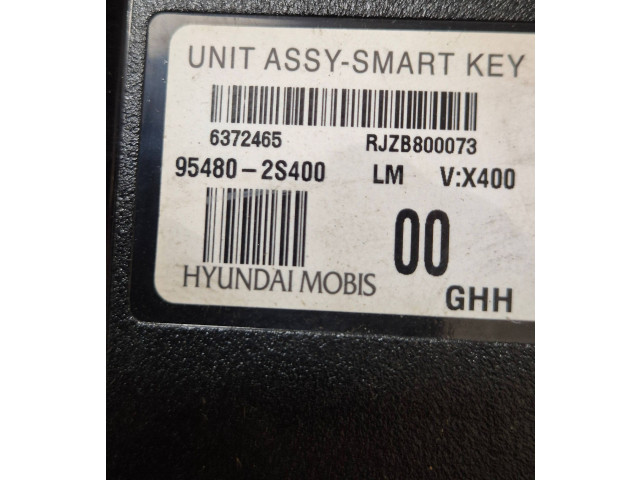 UNIT ASSY-SMART KEY
6372465 RJZB800073
95480-2S400 LM V:X400
00
HYUNDAI MOBIS
GHH